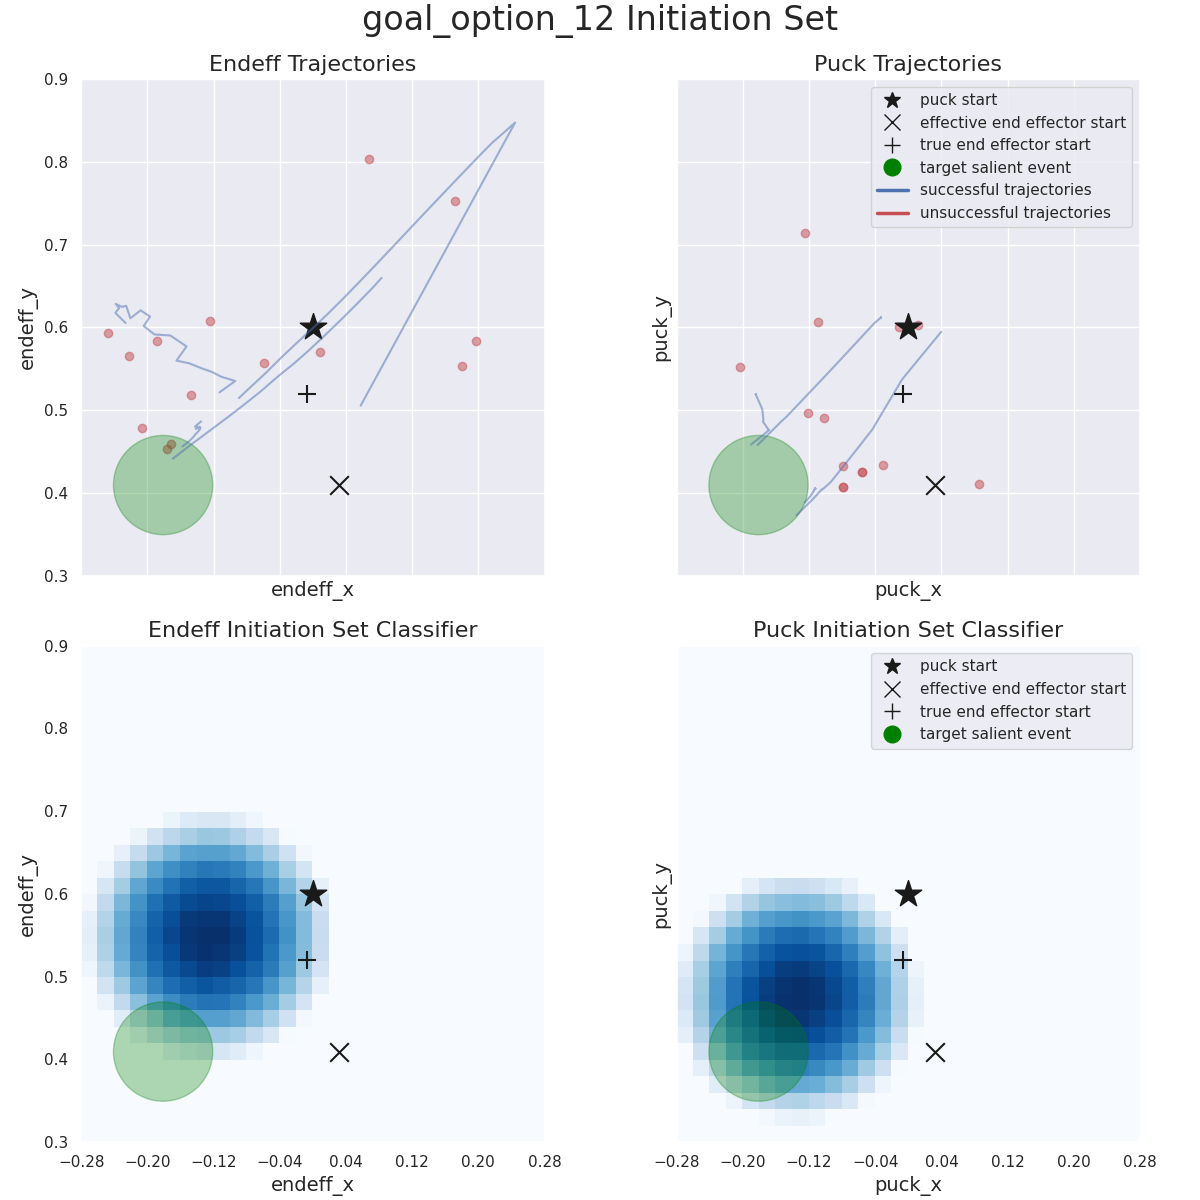 goal_option_12 Initiation Set
Endeff Trajectories
0.9
0.8
0.7
0.6
0.5
0.4
0.3
endeff_y
endeff_x
Puck Trajectories
puck start
effective end effector start
true end effector start
target salient event
successful trajectories
unsuccessful trajectories
puck_y
puck_x
Endeff Initiation Set Classifier
0.9
0.8
0.7
0.6
0.5
0.4
0.3
endeff_y
−0.28 −0.20 −0.12 −0.04 0.04 0.12 0.20 0.28
endeff_x
Puck Initiation Set Classifier
puck start
effective end effector start
true end effector start
target salient event
puck_y
−0.28 −0.20 −0.12 −0.04 0.04 0.12 0.20 0.28
puck_x